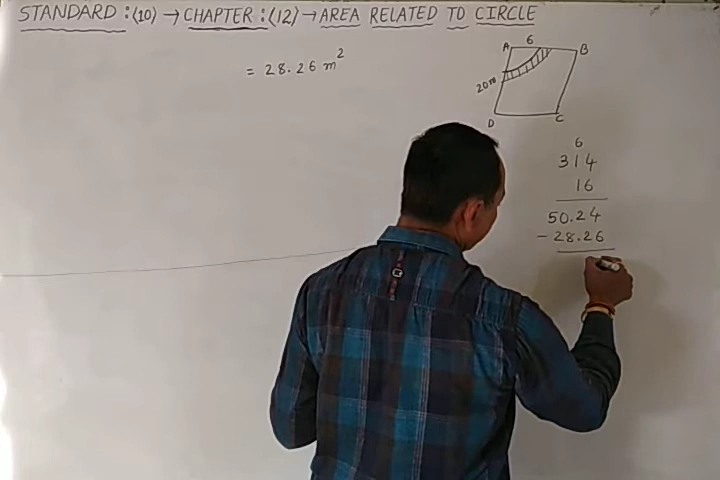 STANDARD:(10) → CHAPTER:(12) → AREA RELATED TO CIRCLE
= 28.26 m²
A 6 B
20m
D C
6
314
16
50.24
- 28.26